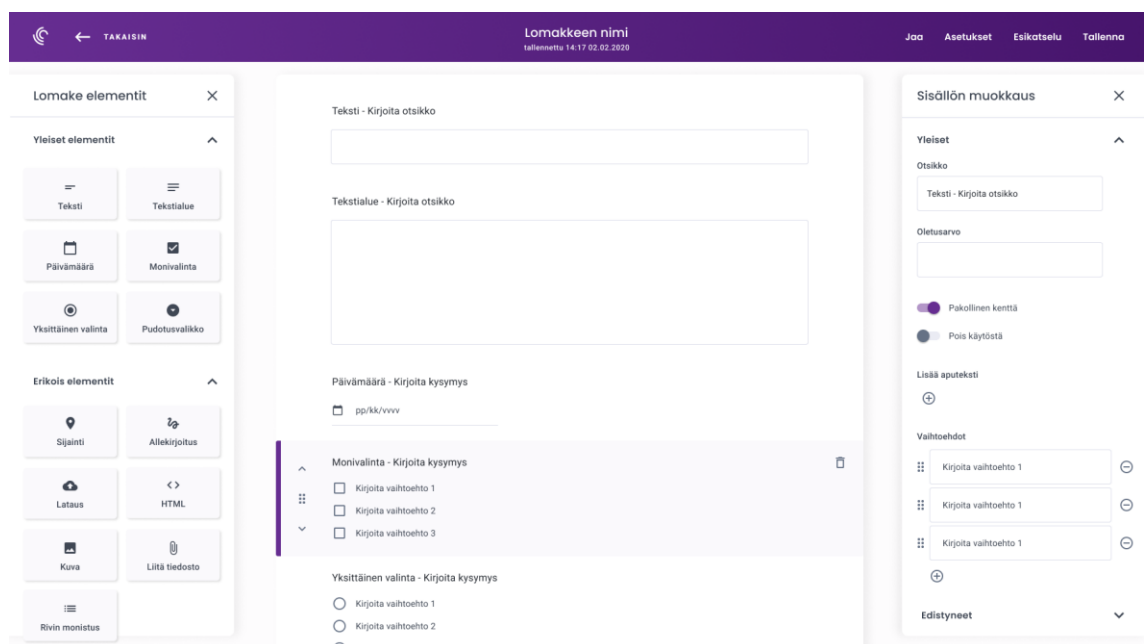 TAKAISIN
Lomakkeen nimi
tallennettu 14:17 02.02.2020
Jaa Asetukset Esikatselu Tallenna
Lomake elementit
Yleiset elementit
Teksti Tekstialue
Päivämäärä Monivalinta
Yksittäinen valinta Pudotusvalikko
Erikois elementit
Sijainti Allekirjoitus
Lataus HTML
Kuva Liitä tiedosto
Rivin monistus
Teksti - Kirjoita otsikko
Tekstialue - Kirjoita otsikko
Päivämäärä - Kirjoita kysymys
pp/kk/vvvv
Monivalinta - Kirjoita kysymys
Kirjoita vaihtoehto 1
Kirjoita vaihtoehto 2
Kirjoita vaihtoehto 3
Yksittäinen valinta - Kirjoita kysymys
Kirjoita vaihtoehto 1
Kirjoita vaihtoehto 2
Sisällön muokkaus
Yleiset
Otsikko
Teksti - Kirjoita otsikko
Oletusarvo
Pakollinen kenttä
Pois käytöstä
Lisää aputeksti
Vaihtoehdot
Kirjoita vaihtoehto 1
Kirjoita vaihtoehto 1
Kirjoita vaihtoehto 1
Edistyneet